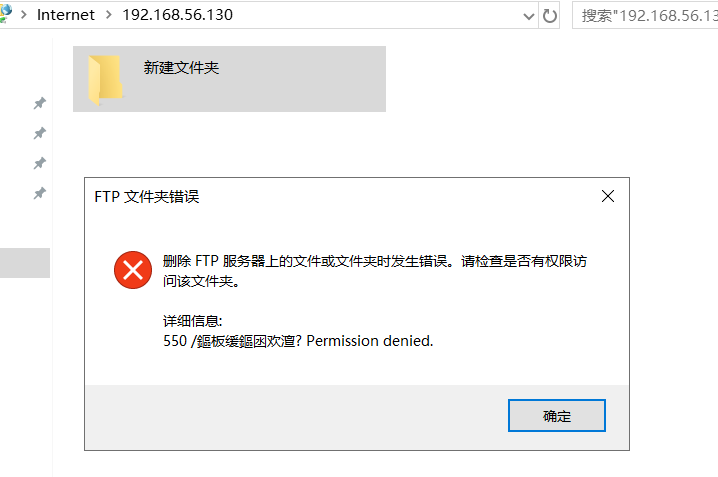 Internet > 192.168.56.130
搜索"192.168.56.13
新建文件夹
FTP 文件夹错误
删除 FTP 服务器上的文件或文件夹时发生错误。请检查是否有权限访
问该文件夹。
详细信息:
550 /鏂板缓鏂囦欢澶? Permission denied.
确定